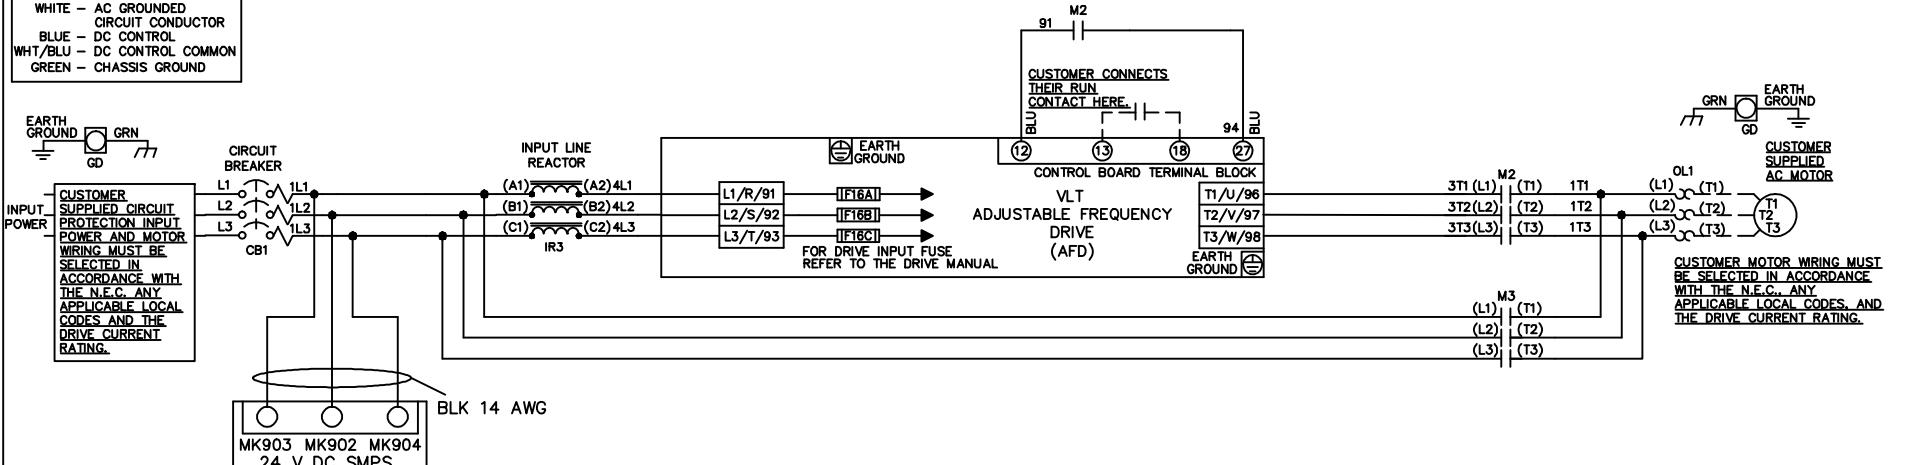 WHITE – AC GROUNDED
CIRCUIT CONDUCTOR
BLUE – DC CONTROL
WHT/BLU – DC CONTROL COMMON
GREEN – CHASSIS GROUND
EARTH
GROUND
GRN
GD
INPUT
POWER
CUSTOMER
SUPPLIED CIRCUIT
PROTECTION INPUT
POWER AND MOTOR
WIRING MUST BE
SELECTED IN
ACCORDANCE WITH
THE N.E.C. ANY
APPLICABLE LOCAL
CODES AND THE
DRIVE CURRENT
RATING.
CIRCUIT
BREAKER
L1 1L1
L2 1L2
L3 1L3
CB1
INPUT LINE
REACTOR
(A1) (A2) 4L1
(B1) (B2) 4L2
(C1) (C2) 4L3
IR3
BLK 14 AWG
MK903 MK902 MK904
24 V DC SMPS
M2
91
CUSTOMER CONNECTS
THEIR RUN
CONTACT HERE.
BLU
94 BLU
12 13 18 27
CONTROL BOARD TERMINAL BLOCK
EARTH
GROUND
L1/R/91
L2/S/92
L3/T/93
F16A
F16B
F16C
FOR DRIVE INPUT FUSE
REFER TO THE DRIVE MANUAL
VLT
ADJUSTABLE FREQUENCY
DRIVE
(AFD)
T1/U/96
T2/V/97
T3/W/98
EARTH
GROUND
M2
3T1 (L1) (T1) 1T1
3T2 (L2) (T2) 1T2
3T3 (L3) (T3) 1T3
M3
(L1) (T1)
(L2) (T2)
(L3) (T3)
GRN
EARTH
GROUND
GD
CUSTOMER
SUPPLIED
AC MOTOR
OL1
(L1) (T1)
(L2) (T2)
(L3) (T3)
T1
T2
T3
CUSTOMER MOTOR WIRING MUST
BE SELECTED IN ACCORDANCE
WITH THE N.E.C., ANY
APPLICABLE LOCAL CODES, AND
THE DRIVE CURRENT RATING.